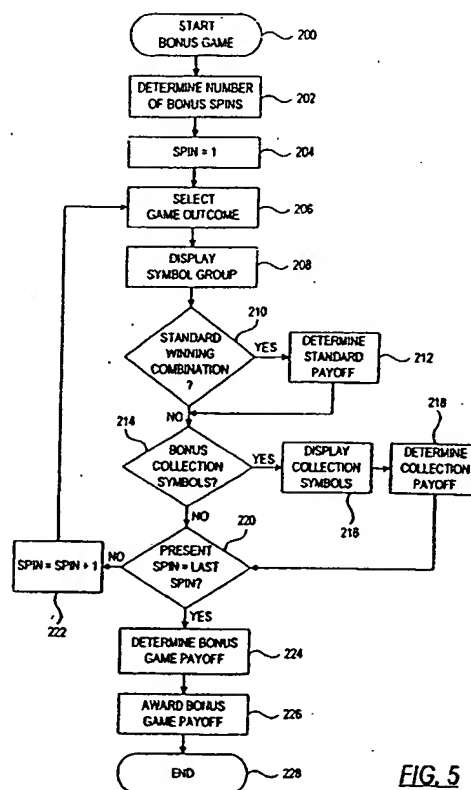 START
BONUS GAME
200
DETERMINE NUMBER
OF BONUS SPINS
202
SPIN = 1
204
SELECT
GAME OUTCOME
206
DISPLAY
SYMBOL GROUP
208
210
STANDARD
WINNING
COMBINATION
?
YES
DETERMINE
STANDARD
PAYOFF
212
NO
214
BONUS
COLLECTION
SYMBOLS?
YES
DISPLAY
COLLECTION
SYMBOLS
216
218
DETERMINE
COLLECTION
PAYOFF
NO
220
PRESENT
SPIN = LAST
SPIN?
NO
SPIN = SPIN + 1
222
YES
DETERMINE BONUS
GAME PAYOFF
224
AWARD BONUS
GAME PAYOFF
226
END
228
FIG. 5